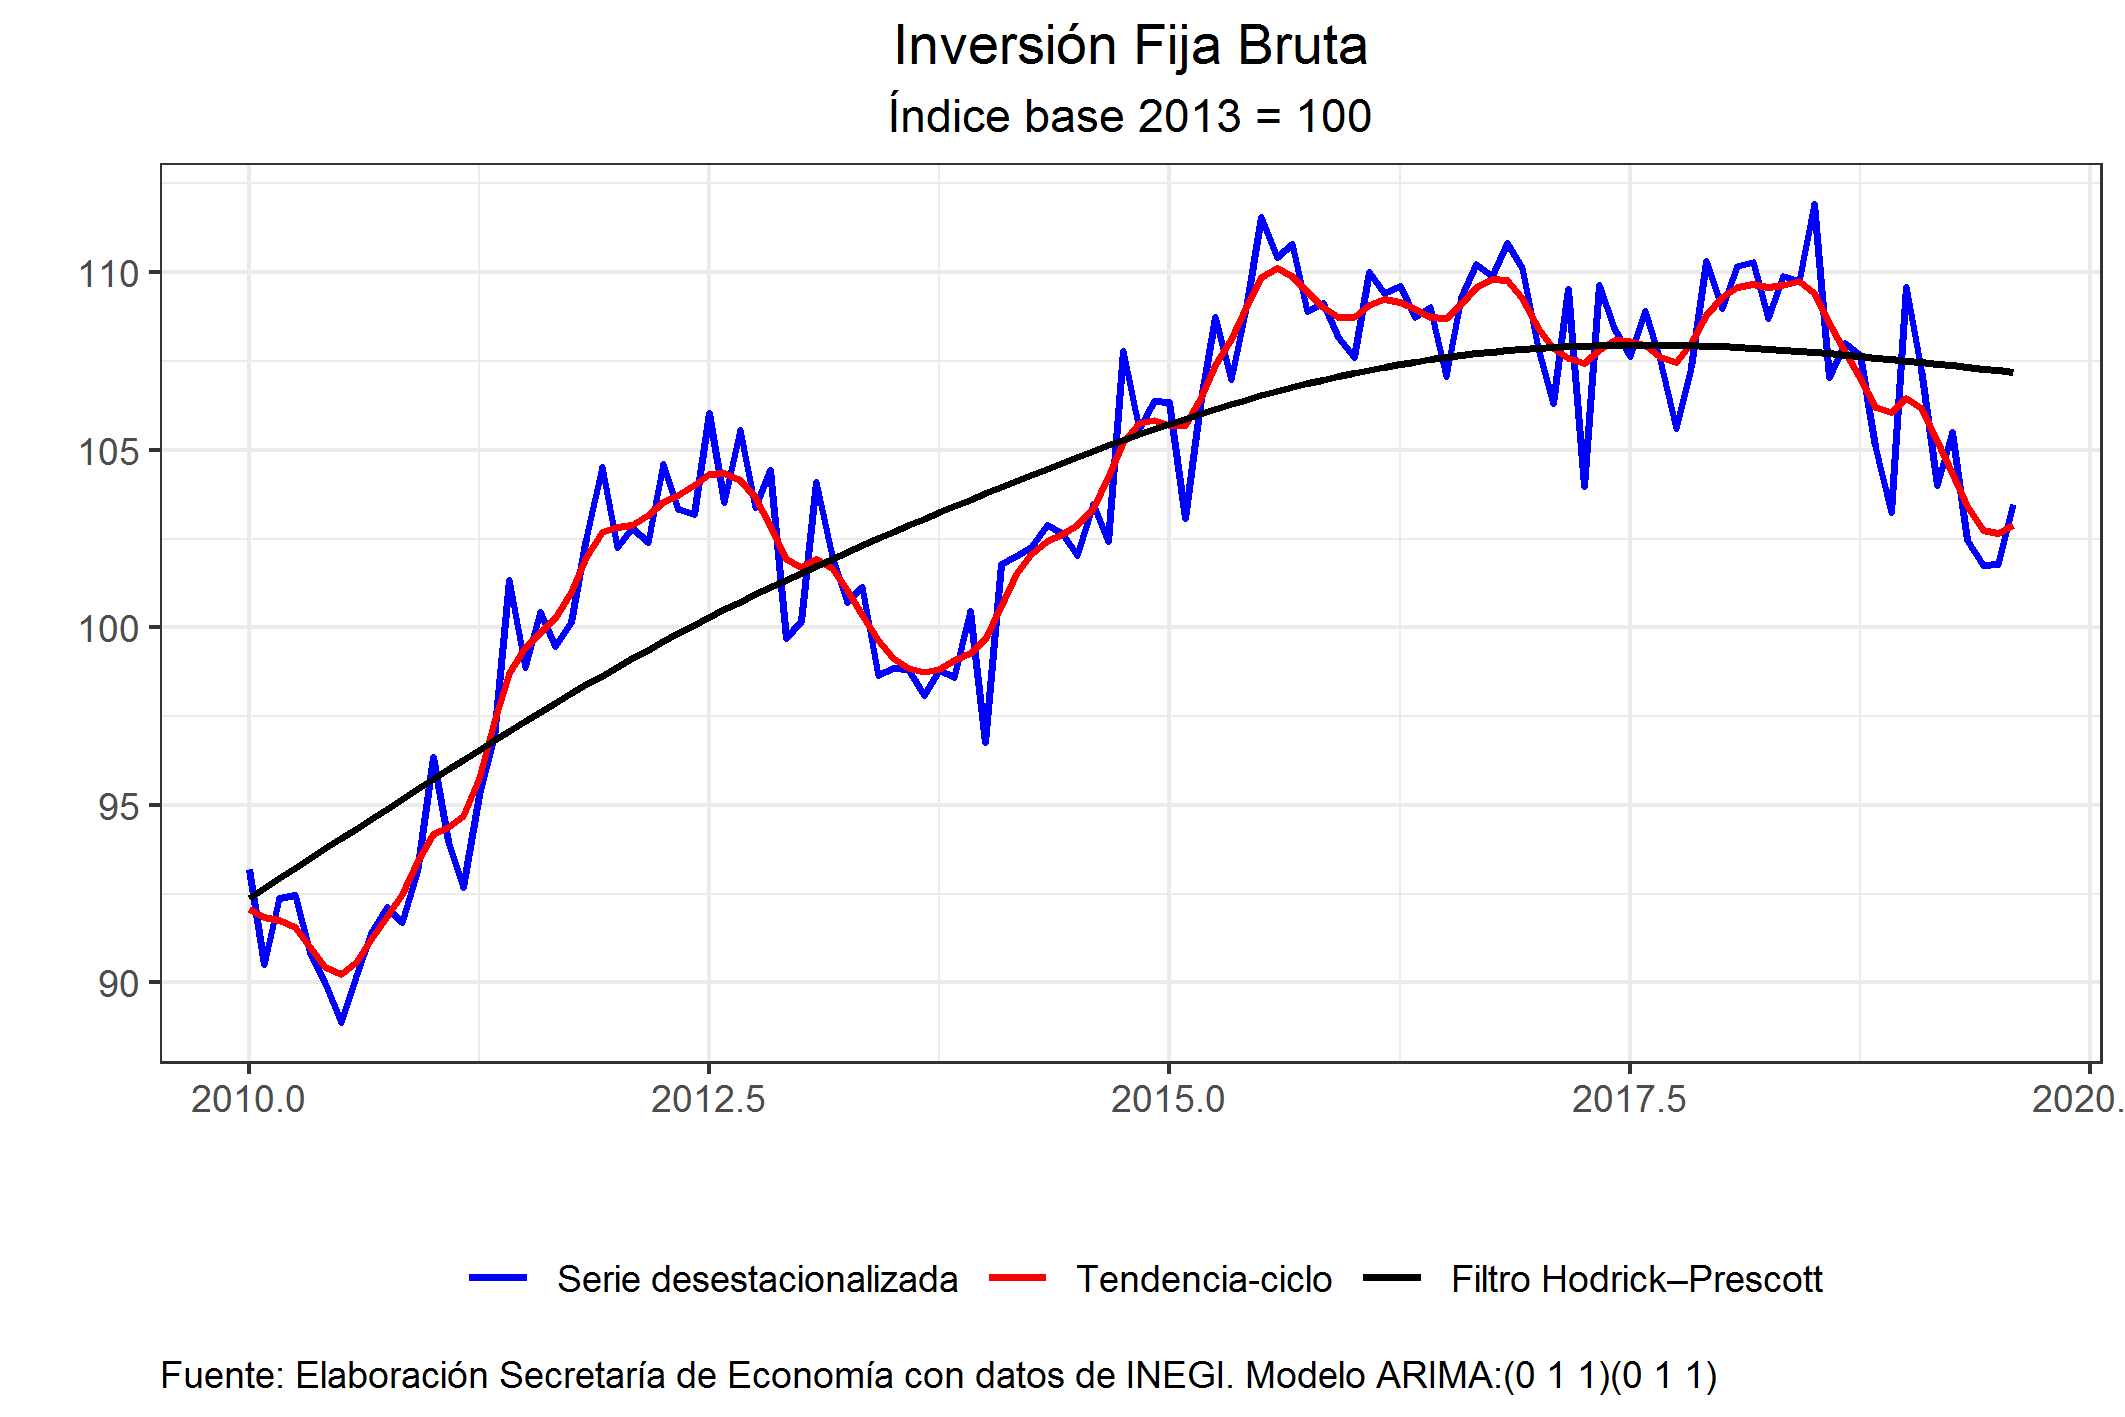 Inversión Fija Bruta
Índice base 2013 = 100
110
105
100
95
90
2010.0 2012.5 2015.0 2017.5 2020.
Serie desestacionalizada Tendencia-ciclo Filtro Hodrick–Prescott
Fuente: Elaboración Secretaría de Economía con datos de INEGI. Modelo ARIMA:(0 1 1)(0 1 1)